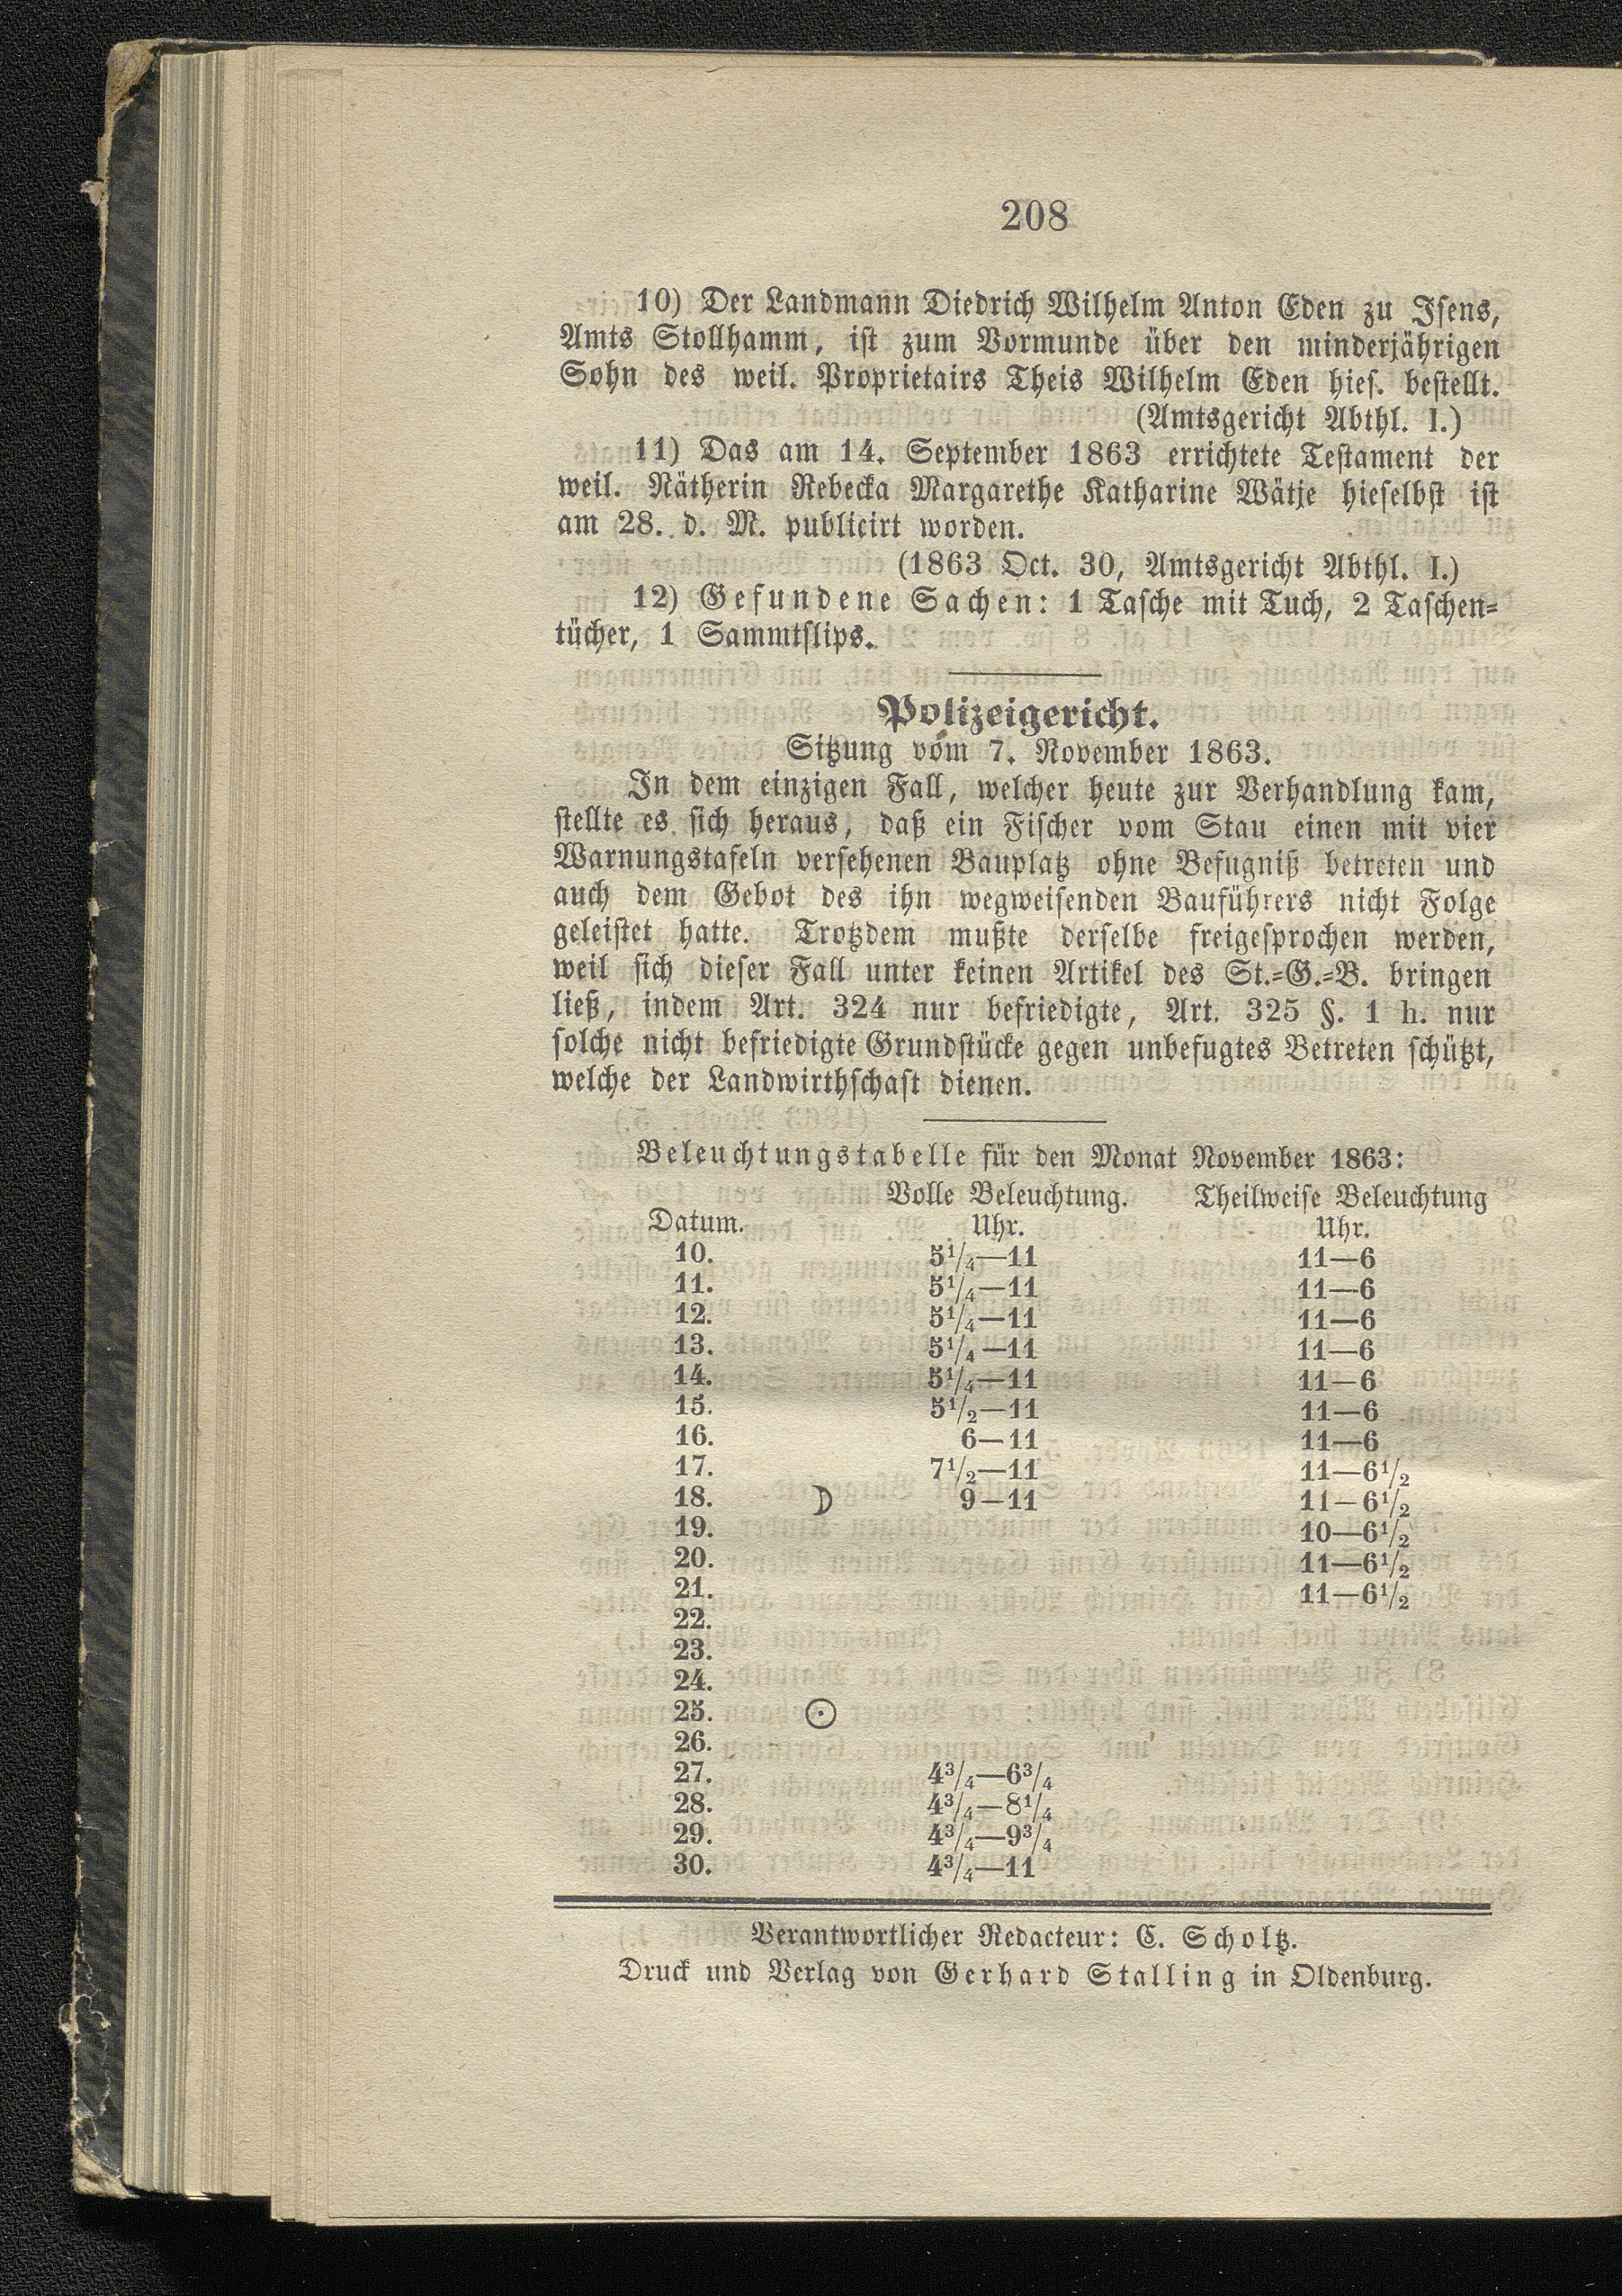 208
10) Der Landmann Diedrich Wilhelm Anton Eden zu Isens,
Amts Stollhamm, ist zum Vormunde über den minderjährigen
Sohn des weil. Proprietairs Theis Wilhelm Eden hies. bestellt.
(Amtsgericht Abthl. I.)
11) Das am 14. September 1863 errichtete Testament der
weil. Nätherin Rebecka Margarethe Katharine Wätje hieselbst ist
am 28. d. M. publicirt worden.
(1863 Oct. 30, Amtsgericht Abthl. I.)
12) Gefundene Sachen: 1 Tasche mit Tuch, 2 Taschen-
tücher, 1 Sammtslips.
Polizeigericht.
Sitzung vom 7. November 1863.
In dem einzigen Fall, welcher heute zur Verhandlung kam,
stellte es sich heraus, daß ein Fischer vom Stau einen mit vier
Warnungstafeln versehenen Bauplatz ohne Befugniß betreten und
auch dem Gebot des ihn wegweisenden Bauführers nicht Folge
geleistet hatte. Trotzdem mußte derselbe freigesprochen werden,
weil sich dieser Fall unter keinen Artikel des St.-G.-B. bringen
ließ, indem Art. 324 nur befriedigte, Art. 325 §. 1 h. nur
solche nicht befriedigte Grundstücke gegen unbefugtes Betreten schützt,
welche der Landwirthschaft dienen.
Beleuchtungstabelle für den Monat November 1863:
Volle Beleuchtung. Theilweise Beleuchtung
Datum. Uhr. Uhr.
10. 5¹/₄—11 11—6
11. 5¹/₄—11 11—6
12. 5¹/₄—11 11—6
13. 5¹/₄—11 11—6
14. 5¹/₄—11 11—6
15. 5¹/₂—11 11—6
16. 6—11 11—6
17. 7¹/₂—11 11—6¹/₂
18. ☽ 9—11 11—6¹/₂
19. 10—6¹/₂
20. 11—6¹/₂
21. 11—6¹/₂
22.
23.
24.
25. ☉
26.
27. 4³/₄—6³/₄
28. 4³/₄—8¹/₄
29. 4³/₄—9³/₄
30. 4³/₄—11
Verantwortlicher Redacteur: C. Scholtz.
Druck und Verlag von Gerhard Stalling in Oldenburg.